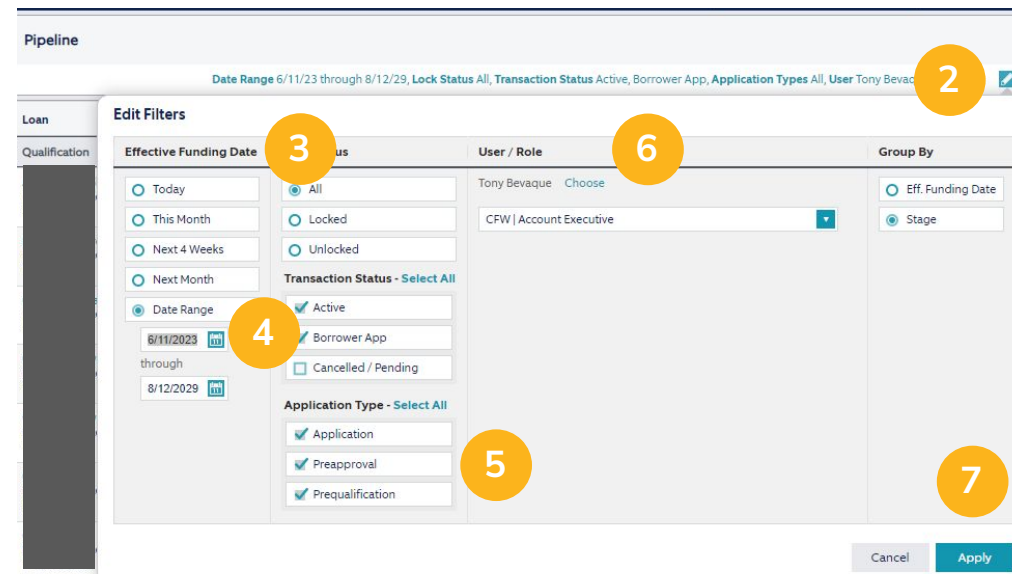 Pipeline
Date Range 6/11/23 through 8/12/29, Lock Status All, Transaction Status Active, Borrower App, Application Types All, User Tony
2
Loan
Edit Filters
Qualification
Effective Funding Date
3
User / Role
6
Group By
Today
All
Tony Bevaque Choose
Eff. Funding Date
This Month
Locked
CFW | Account Executive
Stage
Next 4 Weeks
Unlocked
Next Month
Transaction Status - Select All
Date Range
Active
6/11/2023
4
Borrower App
through
Cancelled / Pending
8/12/2029
Application Type - Select All
Application
Preapproval
5
Prequalification
7
Cancel
Apply